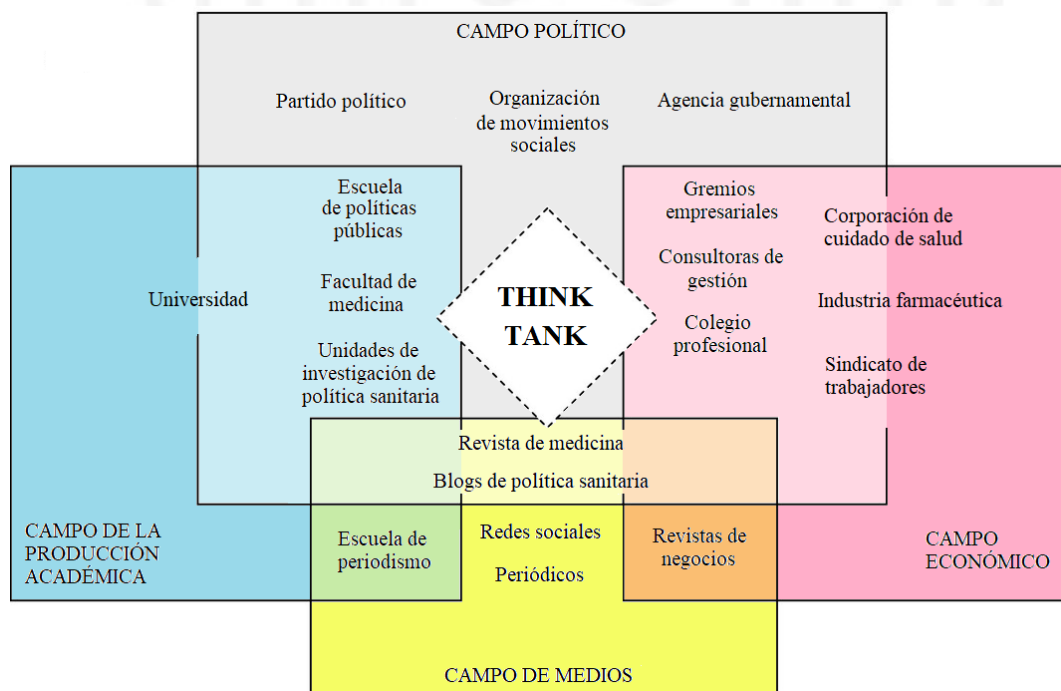 CAMPO POLÍTICO
Partido político
Organización
de movimientos
sociales
Agencia gubernamental
Escuela
de políticas
públicas
Gremios
empresariales
Corporación de
cuidado de salud
Facultad de
medicina
Universidad
THINK
TANK
Consultoras de
gestión
Industria farmacéutica
Colegio
profesional
Unidades de
investigación de
política sanitaria
Sindicato de
trabajadores
Revista de medicina
Blogs de política sanitaria
CAMPO DE LA
PRODUCCIÓN
ACADÉMICA
Escuela de
periodismo
Redes sociales
Periódicos
Revistas de
negocios
CAMPO
ECONÓMICO
CAMPO DE MEDIOS